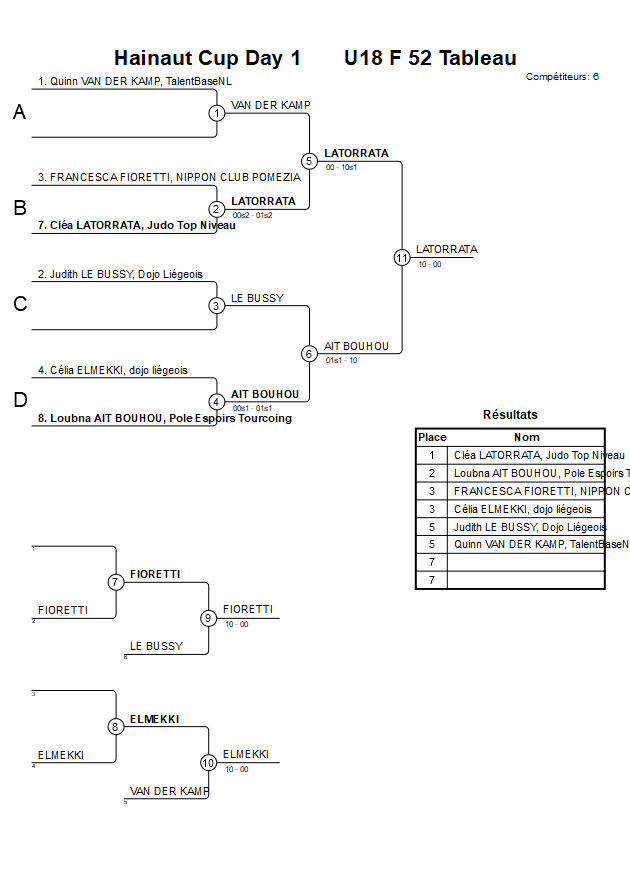 Hainaut Cup Day 1 U18 F 52 Tableau
Compétiteurs: 6
1. Quinn VAN DER KAMP, TalentBaseNL
A
1
VAN DER KAMP
5
LATORRATA
00 - 10s1
3. FRANCESCA FIORETTI, NIPPON CLUB POMEZIA
B
2
LATORRATA
00s2 - 01s2
7. Cléa LATORRATA, Judo Top Niveau
11
LATORRATA
10 - 00
2. Judith LE BUSSY, Dojo Liégeois
C
3
LE BUSSY
6
AIT BOUHOU
01s1 - 10
4. Célia ELMEKKI, dojo liégeois
D
4
AIT BOUHOU
00s1 - 01s1
8. Loubna AIT BOUHOU, Pole Espoirs Tourcoing
Résultats
Place Nom
1 Cléa LATORRATA, Judo Top Niveau
2 Loubna AIT BOUHOU, Pole Espoirs T
3 FRANCESCA FIORETTI, NIPPON C
3 Célia ELMEKKI, dojo liégeois
5 Judith LE BUSSY, Dojo Liégeois
5 Quinn VAN DER KAMP, TalentBaseN
7
7
1
7
FIORETTI
FIORETTI
2
9
FIORETTI
10 - 00
LE BUSSY
6
3
8
ELMEKKI
ELMEKKI
4
10
ELMEKKI
10 - 00
VAN DER KAMP
5